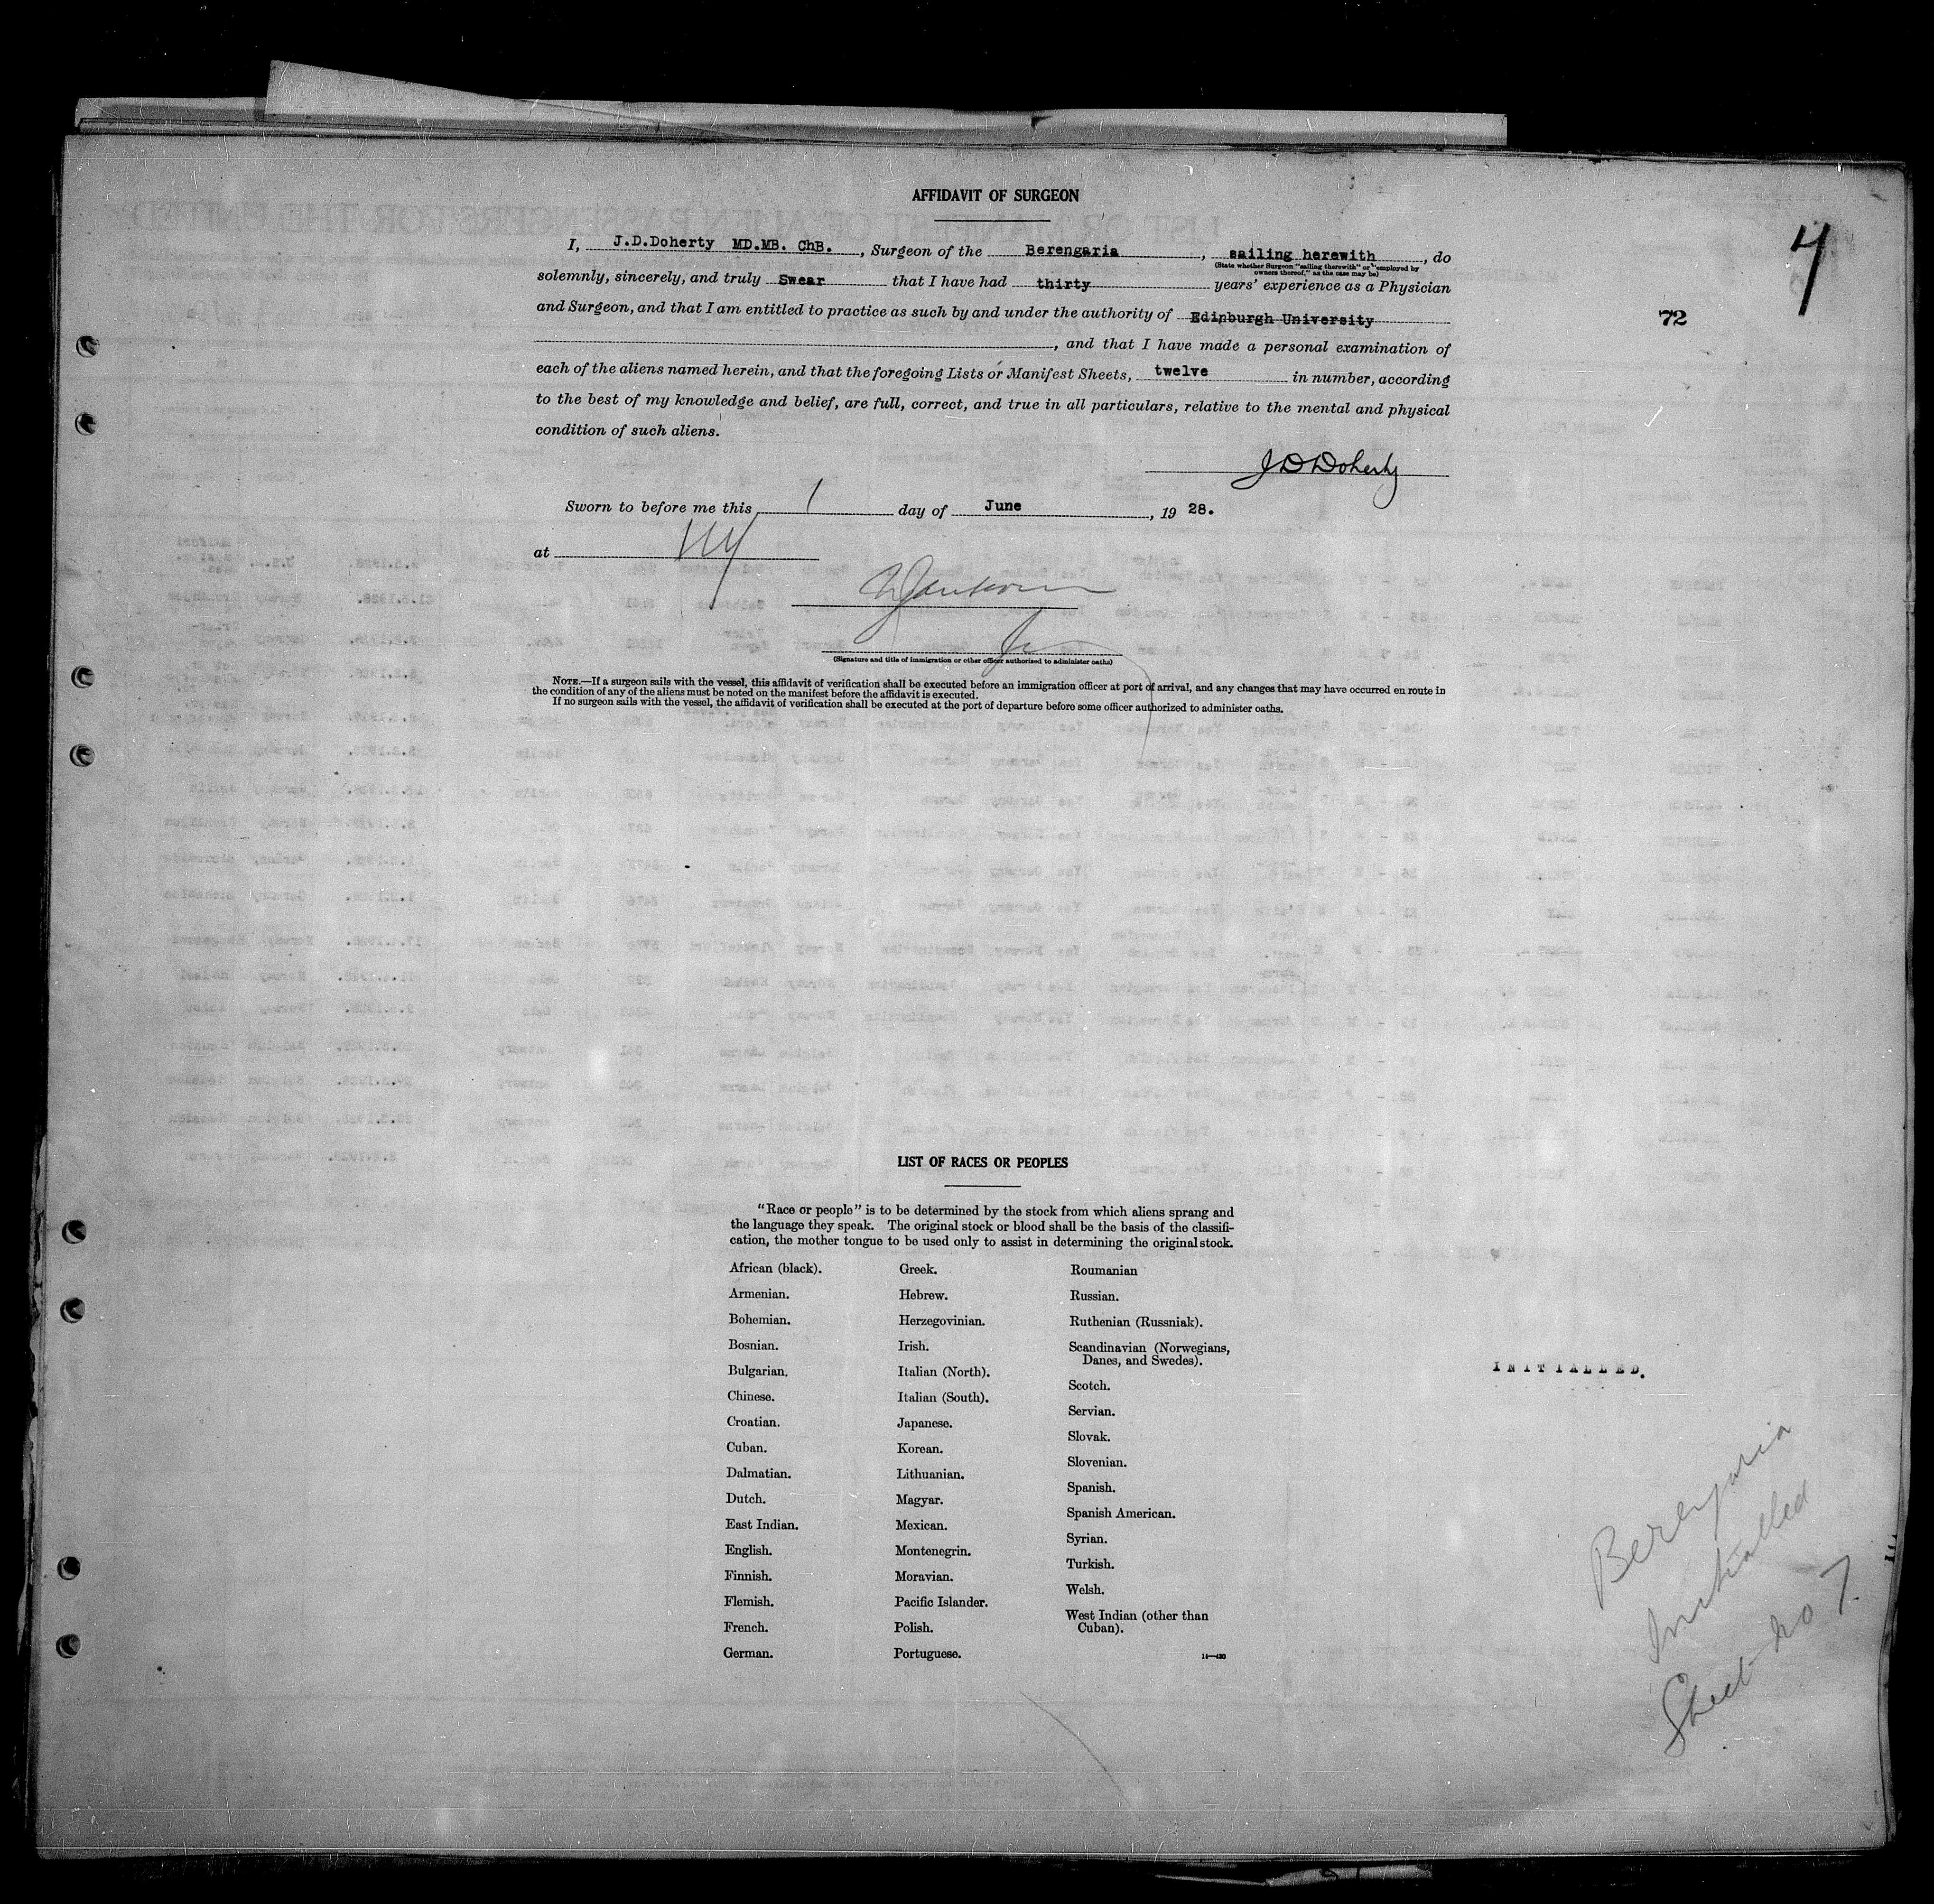 AFFIDAVIT OF SURGEON
I, J.D.Doherty MD.MB. ChB., Surgeon of the Berengaria, sailing herewith, do
(State whether Surgeon "sailing therewith" or "employed by
owners thereof," as the case may be)
solemnly, sincerely, and truly Swear that I have had thirty years' experience as a Physician
and Surgeon, and that I am entitled to practice as such by and under the authority of Edinburgh University
, and that I have made a personal examination of
each of the aliens named herein, and that the foregoing Lists or Manifest Sheets, twelve in number, according
to the best of my knowledge and belief, are full, correct, and true in all particulars, relative to the mental and physical
condition of such aliens.
J D Doherty
Sworn to before me this 1 day of June, 19 28.
at NY
(Signature and title of immigration or other officer authorized to administer oaths)
NOTE.—If a surgeon sails with the vessel, this affidavit of verification shall be executed before an immigration officer at port of arrival, and any changes that may have occurred en route in
the condition of any of the aliens must be noted on the manifest before the affidavit is executed.
If no surgeon sails with the vessel, the affidavit of verification shall be executed at the port of departure before some officer authorized to administer oaths.
72
LIST OF RACES OR PEOPLES
"Race or people" is to be determined by the stock from which aliens sprang and
the language they speak. The original stock or blood shall be the basis of the classifi-
cation, the mother tongue to be used only to assist in determining the original stock.
African (black).
Armenian.
Bohemian.
Bosnian.
Bulgarian.
Chinese.
Croatian.
Cuban.
Dalmatian.
Dutch.
East Indian.
English.
Finnish.
Flemish.
French.
German.
Greek.
Hebrew.
Herzegovinian.
Irish.
Italian (North).
Italian (South).
Japanese.
Korean.
Lithuanian.
Magyar.
Mexican.
Montenegrin.
Moravian.
Pacific Islander.
Polish.
Portuguese.
Roumanian
Russian.
Ruthenian (Russniak).
Scandinavian (Norwegians,
Danes, and Swedes).
Scotch.
Servian.
Slovak.
Slovenian.
Spanish.
Spanish American.
Syrian.
Turkish.
Welsh.
West Indian (other than
Cuban).
14—430
INITIALLED.
Berengaria
Initialled
Sheet No 7.